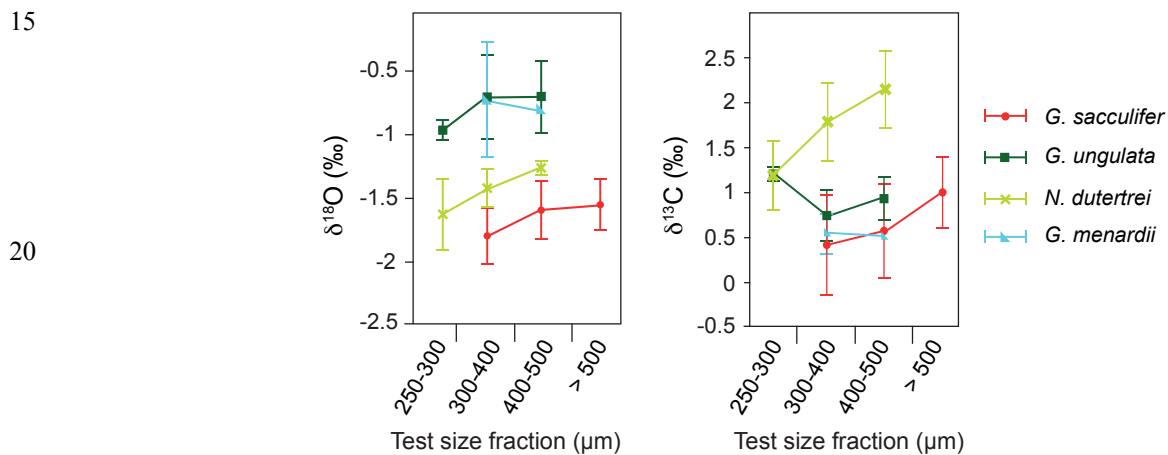 15
20
δ18O (‰)
-0.5
-1
-1.5
-2
-2.5
250-300
300-400
400-500
> 500
Test size fraction (µm)
δ13C (‰)
2.5
2
1.5
1
0.5
0
-0.5
250-300
300-400
400-500
> 500
Test size fraction (µm)
G. sacculifer
G. ungulata
N. dutertrei
G. menardii